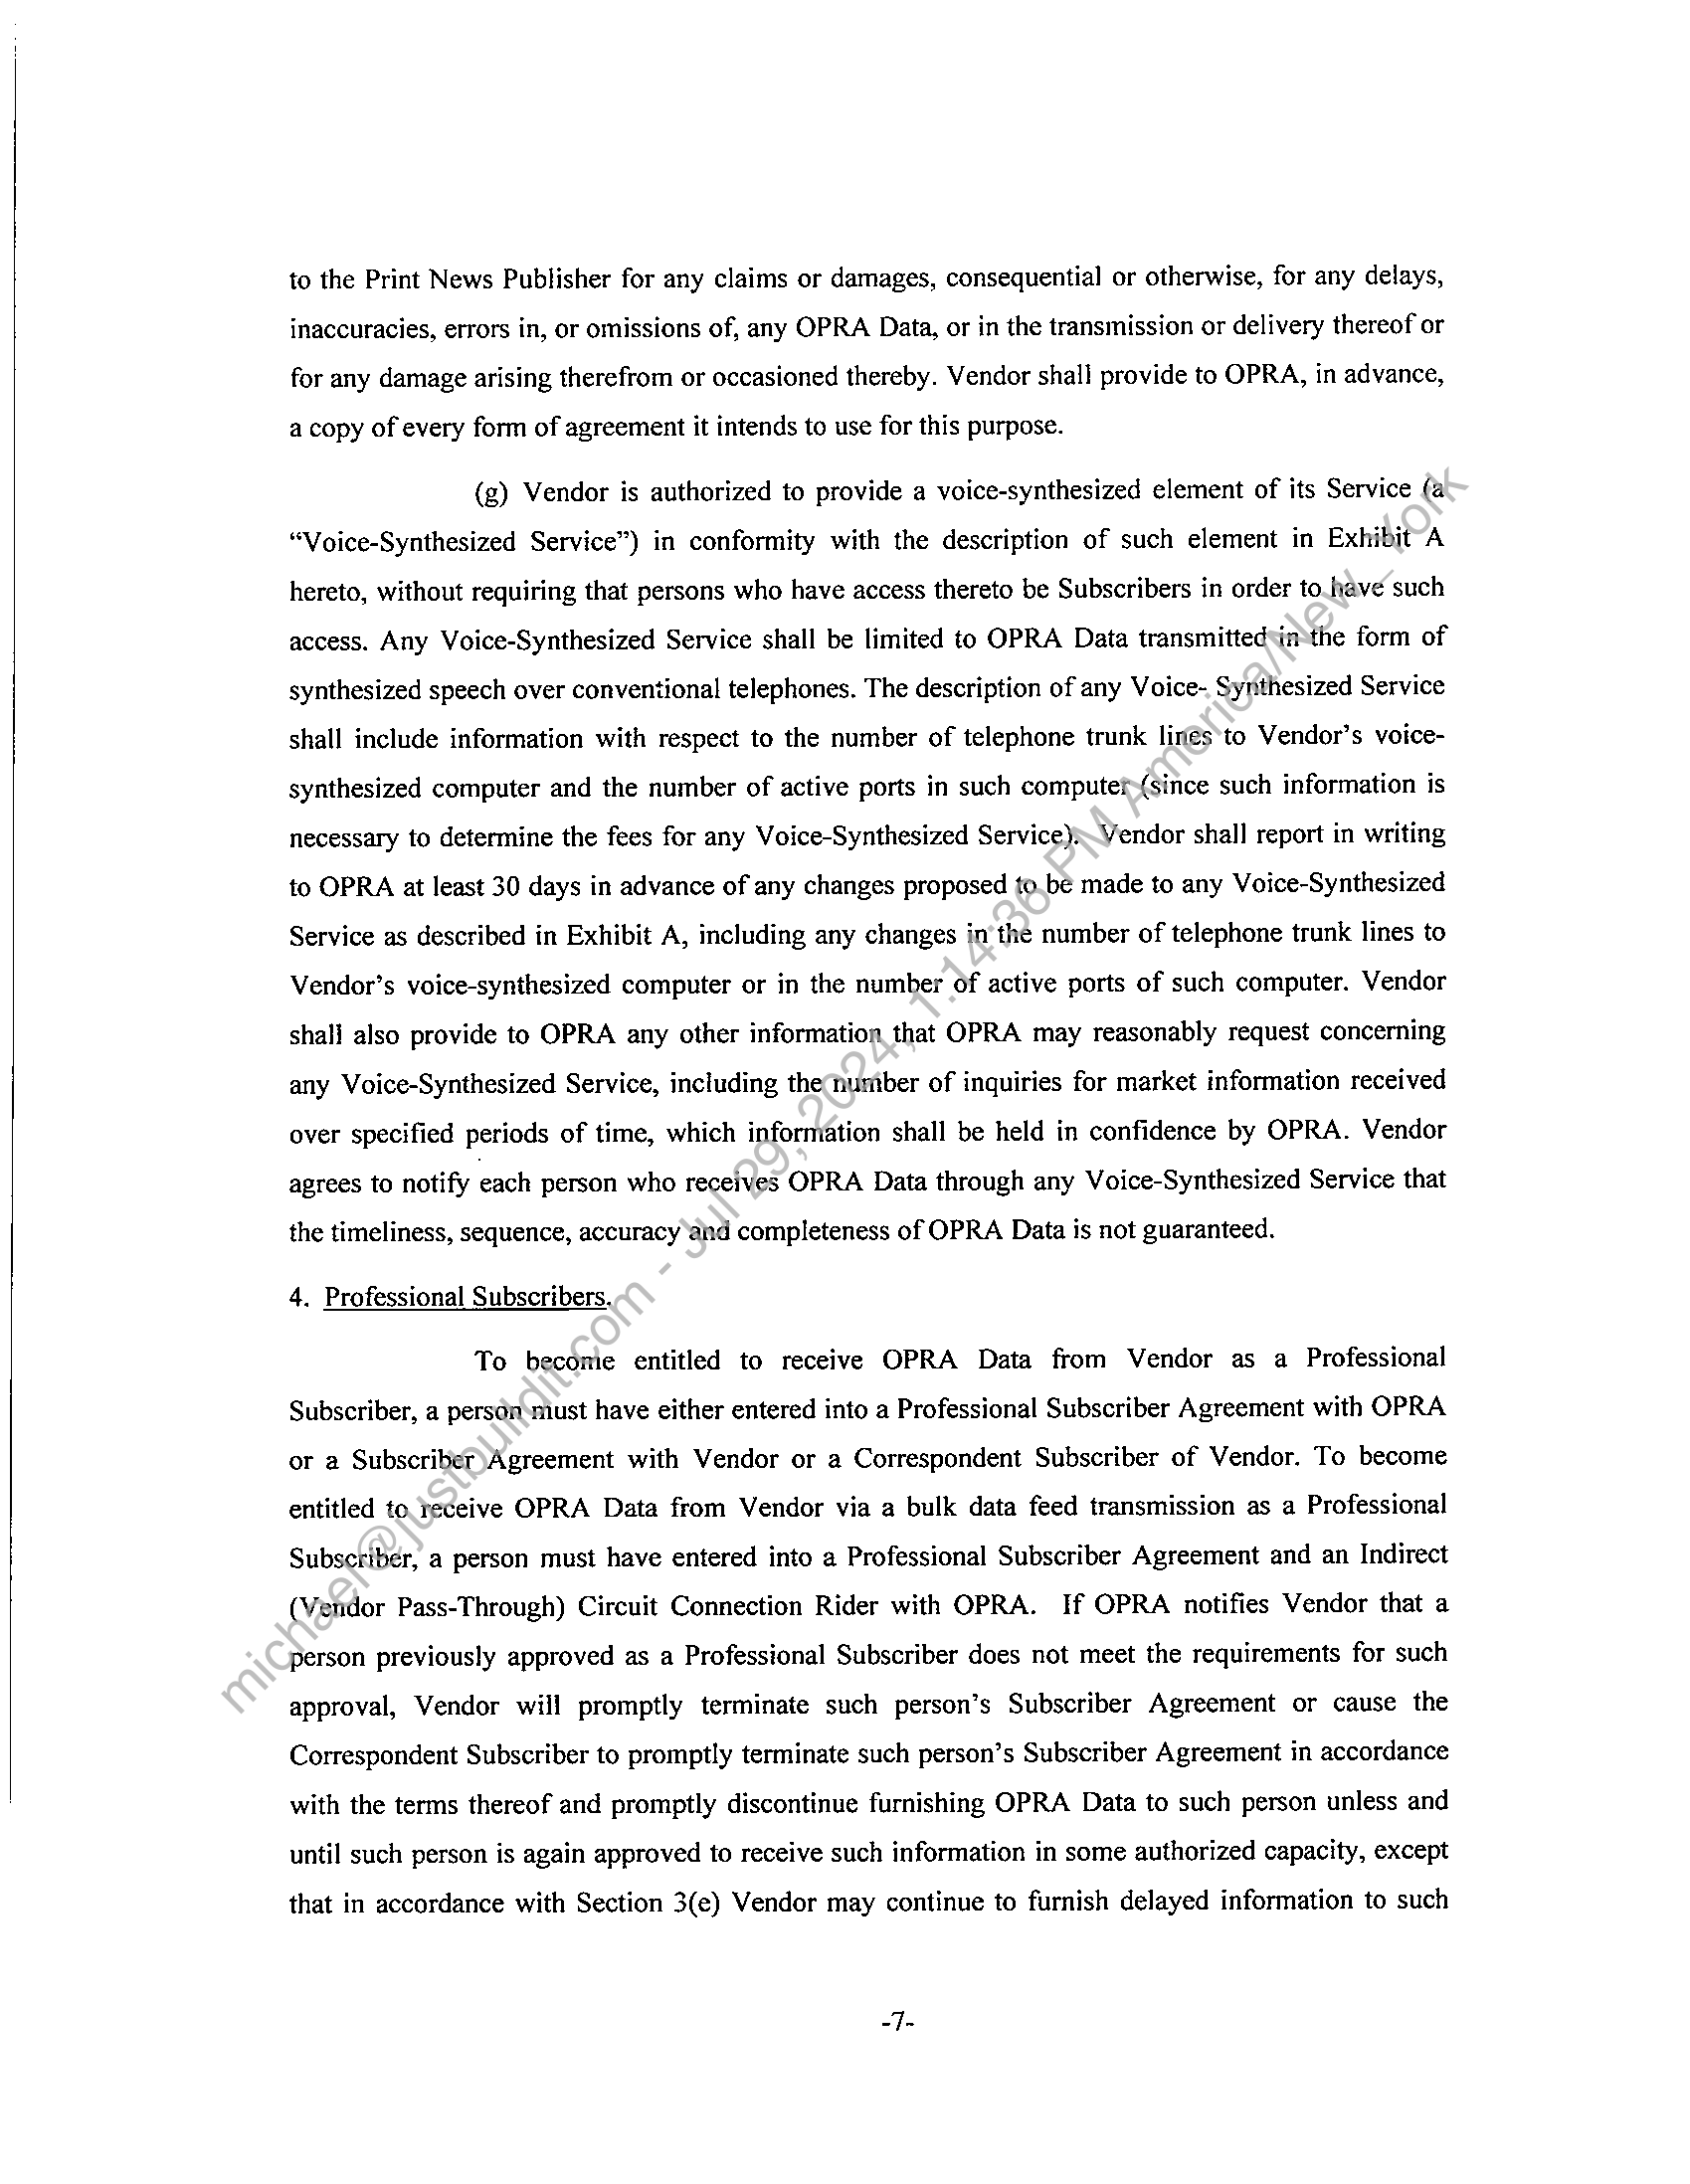 to the Print News Publisher for any claims or damages, consequential or otherwise, for any delays,
inaccuracies, errors in, or omissions of, any OPRA Data, or in the transmission or delivery thereof or
for any damage arising therefrom or occasioned thereby. Vendor shall provide to OPRA, in advance,
a copy of every form of agreement it intends to use for this purpose.
(g) Vendor is authorized to provide a voice-synthesized element of its Service (a
“Voice-Synthesized Service”) in conformity with the description of such element in Exhibit A
hereto, without requiring that persons who have access thereto be Subscribers in order to have such
access. Any Voice-Synthesized Service shall be limited to OPRA Data transmitted in the form of
synthesized speech over conventional telephones. The description of any Voice- Synthesized Service
shall include information with respect to the number of telephone trunk lines to Vendor’s voice-
synthesized computer and the number of active ports in such computer (since such information is
necessary to determine the fees for any Voice-Synthesized Service). Vendor shall report in writing
to OPRA at least 30 days in advance of any changes proposed to be made to any Voice-Synthesized
Service as described in Exhibit A, including any changes in the number of telephone trunk lines to
Vendor’s voice-synthesized computer or in the number of active ports of such computer. Vendor
shall also provide to OPRA any other information that OPRA may reasonably request concerning
any Voice-Synthesized Service, including the number of inquiries for market information received
over specified periods of time, which information shall be held in confidence by OPRA. Vendor
agrees to notify each person who receives OPRA Data through any Voice-Synthesized Service that
the timeliness, sequence, accuracy and completeness of OPRA Data is not guaranteed.
4. Professional Subscribers.
To become entitled to receive OPRA Data from Vendor as a Professional
Subscriber, a person must have either entered into a Professional Subscriber Agreement with OPRA
or a Subscriber Agreement with Vendor or a Correspondent Subscriber of Vendor. To become
entitled to receive OPRA Data from Vendor via a bulk data feed transmission as a Professional
Subscriber, a person must have entered into a Professional Subscriber Agreement and an Indirect
(Vendor Pass-Through) Circuit Connection Rider with OPRA. If OPRA notifies Vendor that a
person previously approved as a Professional Subscriber does not meet the requirements for such
approval, Vendor will promptly terminate such person’s Subscriber Agreement or cause the
Correspondent Subscriber to promptly terminate such person’s Subscriber Agreement in accordance
with the terms thereof and promptly discontinue furnishing OPRA Data to such person unless and
until such person is again approved to receive such information in some authorized capacity, except
that in accordance with Section 3(e) Vendor may continue to furnish delayed information to such
-7-
michael@justbuildit.com - Jul 29, 2024, 1:14:36 PM America/New_York